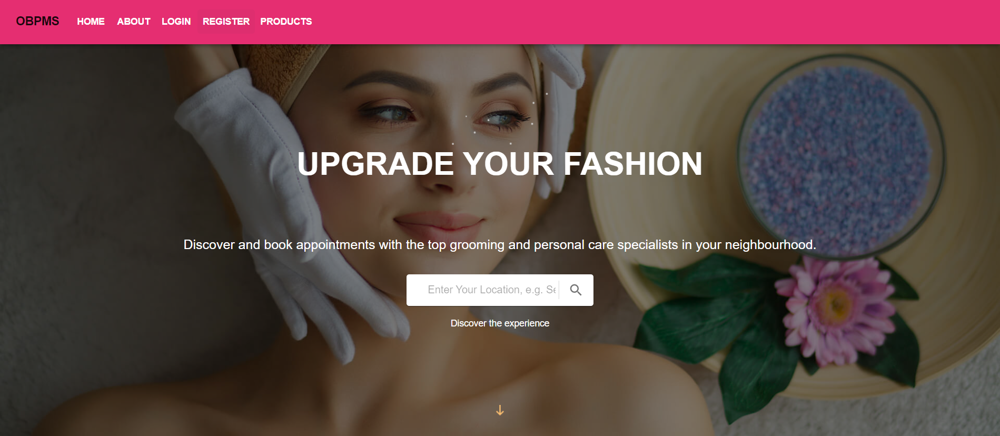 OBPMS HOME ABOUT LOGIN REGISTER PRODUCTS
UPGRADE YOUR FASHION
Discover and book appointments with the top grooming and personal care specialists in your neighbourhood.
Enter Your Location, e.g. Se
Discover the experience